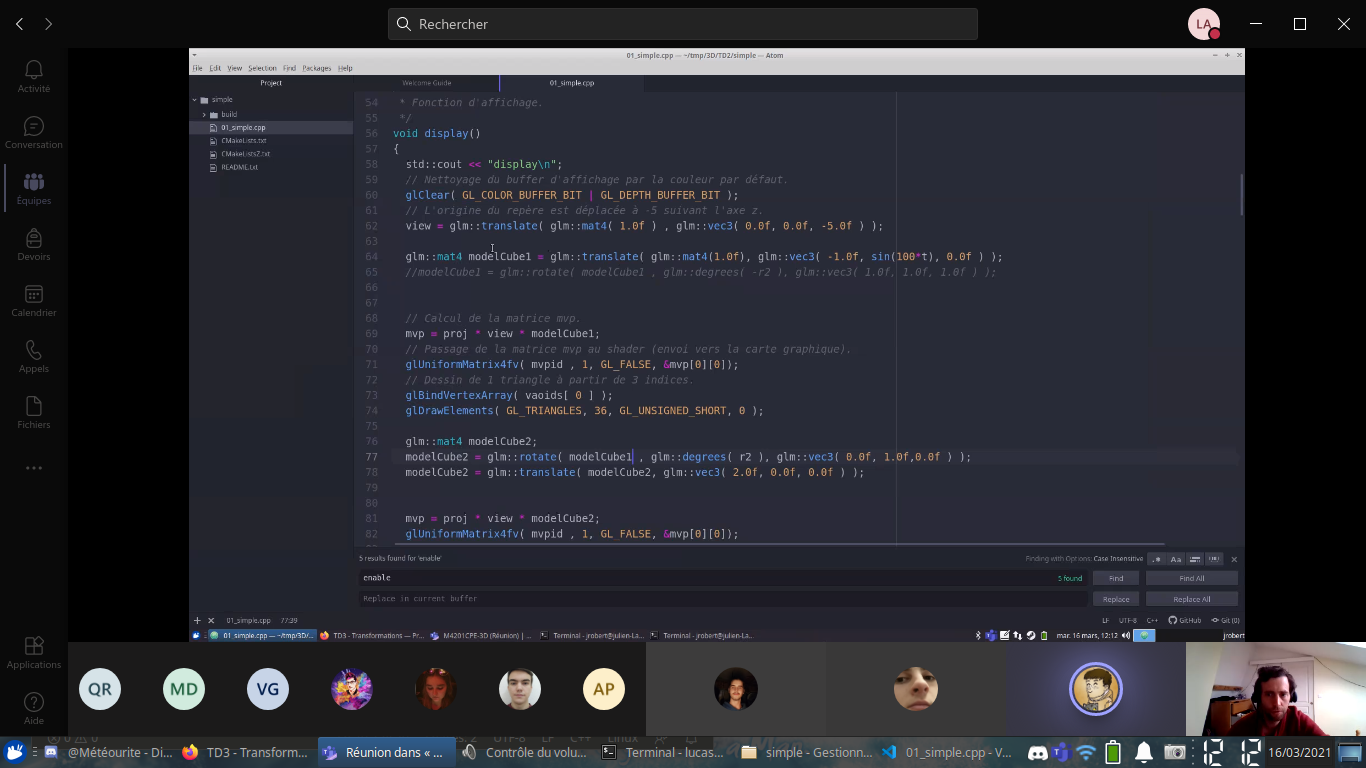 Rechercher
LA
01_simple.cpp — ~/tmp/3D/TD2/simple — Atom
File Edit View Selection Find Packages Help
Project
Welcome Guide
01_simple.cpp
simple
build
01_simple.cpp
CMakeLists.txt
CMakeListsZ.txt
README.txt
54 * Fonction d'affichage.
55 */
56 void display()
57 {
58 std::cout << "display\n";
59 // Nettoyage du buffer d'affichage par la couleur par défaut.
60 glClear( GL_COLOR_BUFFER_BIT | GL_DEPTH_BUFFER_BIT );
61 // L'origine du repère est déplacée à -5 suivant l'axe z.
62 view = glm::translate( glm::mat4( 1.0f ) , glm::vec3( 0.0f, 0.0f, -5.0f ) );
63
64 glm::mat4 modelCube1 = glm::translate( glm::mat4(1.0f), glm::vec3( -1.0f, sin(100*t), 0.0f ) );
65 //modelCube1 = glm::rotate( modelCube1 , glm::degrees( -r2 ), glm::vec3( 1.0f, 1.0f, 1.0f ) );
66
67
68 // Calcul de la matrice mvp.
69 mvp = proj * view * modelCube1;
70 // Passage de la matrice mvp au shader (envoi vers la carte graphique).
71 glUniformMatrix4fv( mvpid , 1, GL_FALSE, &mvp[0][0]);
72 // Dessin de 1 triangle à partir de 3 indices.
73 glBindVertexArray( vaoids[ 0 ] );
74 glDrawElements( GL_TRIANGLES, 36, GL_UNSIGNED_SHORT, 0 );
75
76 glm::mat4 modelCube2;
77 modelCube2 = glm::rotate( modelCube1 , glm::degrees( r2 ), glm::vec3( 0.0f, 1.0f,0.0f ) );
78 modelCube2 = glm::translate( modelCube2, glm::vec3( 2.0f, 0.0f, 0.0f ) );
79
80
81 mvp = proj * view * modelCube2;
82 glUniformMatrix4fv( mvpid , 1, GL_FALSE, &mvp[0][0]);
5 results found for 'enable'
Finding with Options: Case Insensitive
enable
5 found
Find
Find All
Replace in current buffer
Replace
Replace All
01_simple.cpp 77:39
LF UTF-8 C++ GitHub Git (0)
01_simple.cpp — ~/tmp/3D/...
TD3 - Transformations — Pr...
M4201CPE-3D (Réunion) | ...
Terminal - jrobert@julien-La...
Terminal - jrobert@julien-La...
mar. 16 mars, 12:12
jrobert
Activité
Conversation
Équipes
Devoirs
Calendrier
Appels
Fichiers
Applications
Aide
QR
MD
VG
AP
@Météourite - Di...
TD3 - Transform...
Réunion dans « ...
Contrôle du volu...
Terminal - lucas...
simple - Gestionn...
01_simple.cpp - V...
12 12
16/03/2021